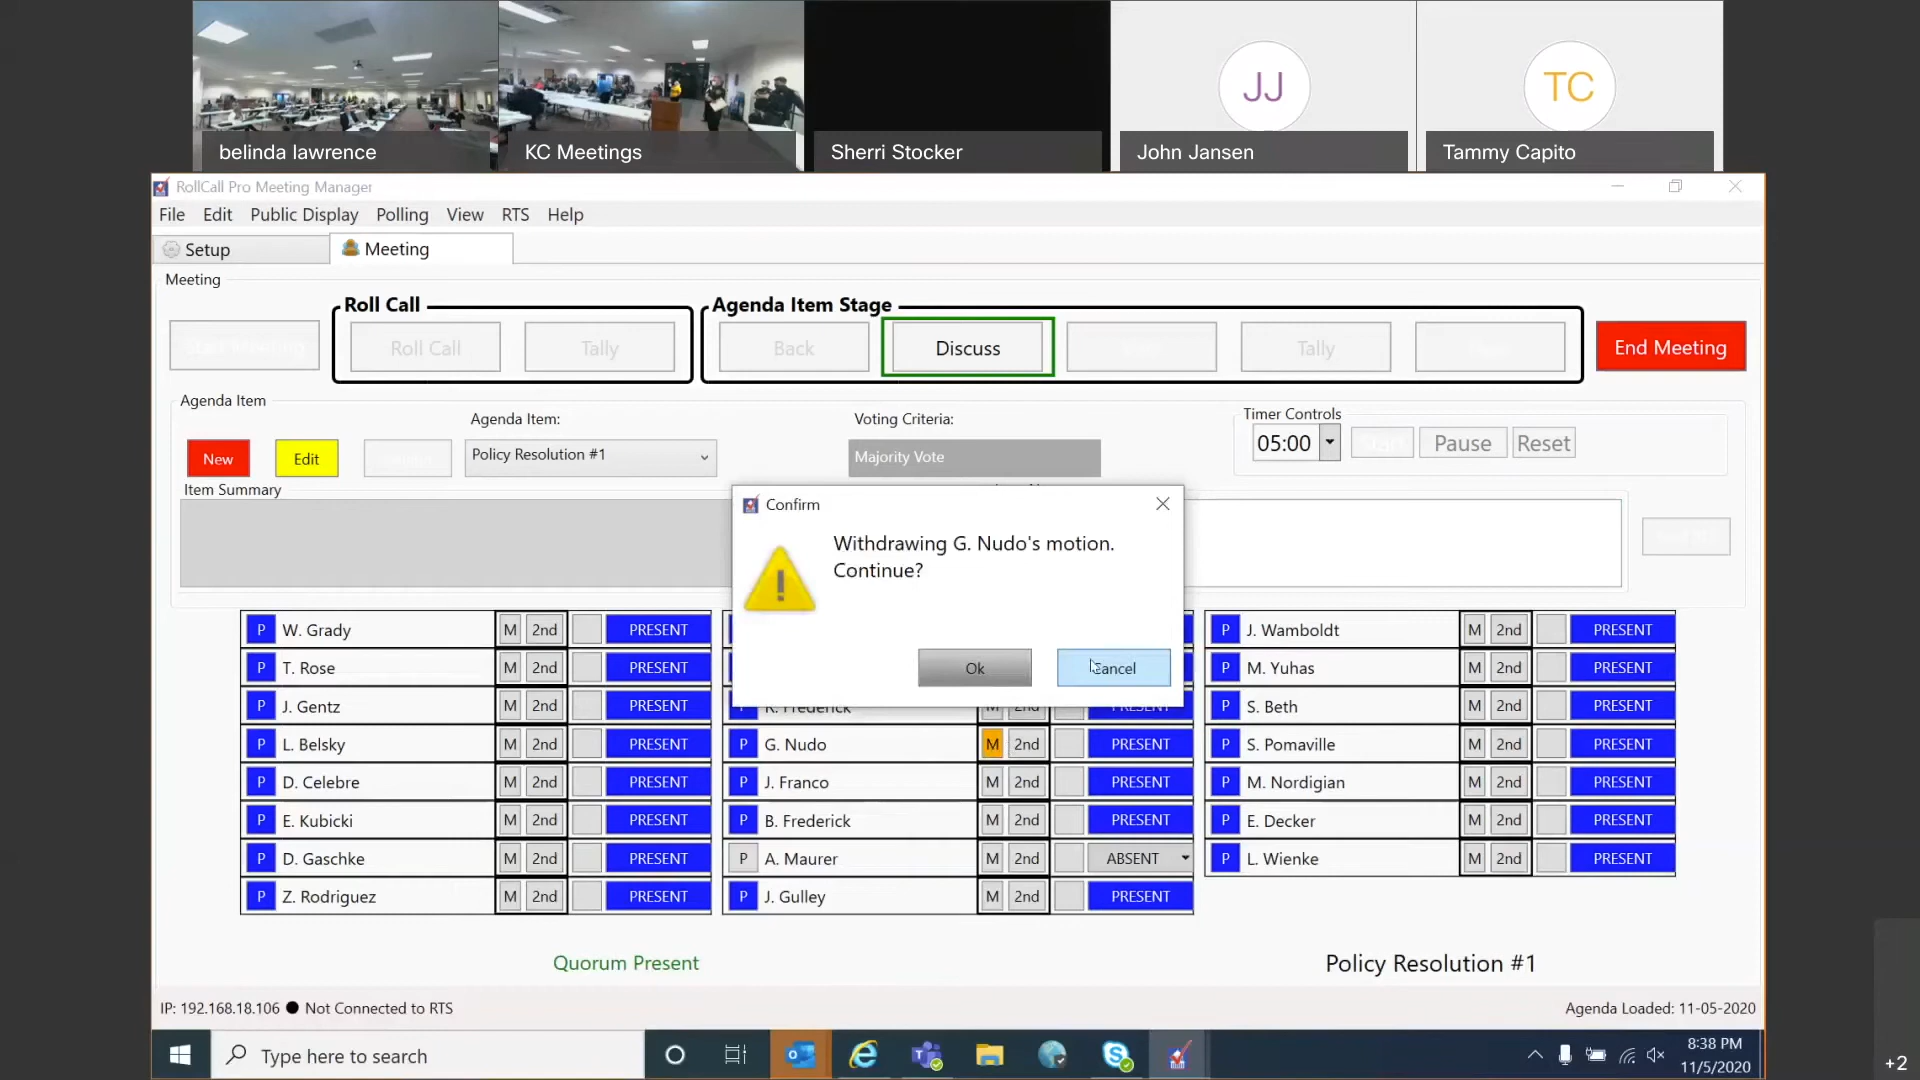 JJ
TC
belinda lawrence
KC Meetings
Sherri Stocker
John Jansen
Tammy Capito
RollCall Pro Meeting Manager
File Edit Public Display Polling View RTS Help
Setup
Meeting
Meeting
Roll Call
Agenda Item Stage
Roll Call
Tally
Back
Discuss
Tally
End Meeting
Agenda Item
New
Edit
Agenda Item:
Policy Resolution #1
Voting Criteria:
Majority Vote
Timer Controls
05:00
Pause
Reset
Item Summary
Confirm
Withdrawing G. Nudo's motion.
Continue?
Ok
Cancel
P W. Grady M 2nd PRESENT
P T. Rose M 2nd PRESENT
P J. Gentz M 2nd PRESENT
P L. Belsky M 2nd PRESENT
P D. Celebre M 2nd PRESENT
P E. Kubicki M 2nd PRESENT
P D. Gaschke M 2nd PRESENT
P Z. Rodriguez M 2nd PRESENT
Frederick M 2nd PRESENT
P G. Nudo M 2nd PRESENT
P J. Franco M 2nd PRESENT
P B. Frederick M 2nd PRESENT
P A. Maurer M 2nd ABSENT
P J. Gulley M 2nd PRESENT
P J. Wamboldt M 2nd PRESENT
P M. Yuhas M 2nd PRESENT
P S. Beth M 2nd PRESENT
P S. Pomaville M 2nd PRESENT
P M. Nordigian M 2nd PRESENT
P E. Decker M 2nd PRESENT
P L. Wienke M 2nd PRESENT
Quorum Present
Policy Resolution #1
IP: 192.168.18.106 Not Connected to RTS
Agenda Loaded: 11-05-2020
Type here to search
8:38 PM
11/5/2020
+2